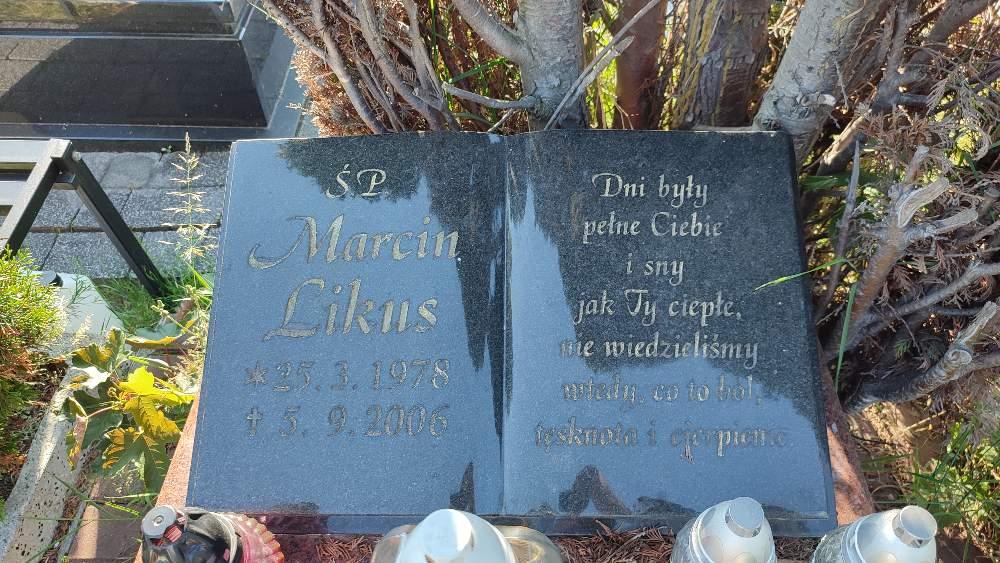 ŚP
Marcin
Likus
* 25. 3. 1978
† 5. 9. 2006
Dni były
pełne Ciebie
i sny
jak Ty ciepłe,
nie wiedzieliśmy
wtedy, co to ból,
tęsknota i cierpienie